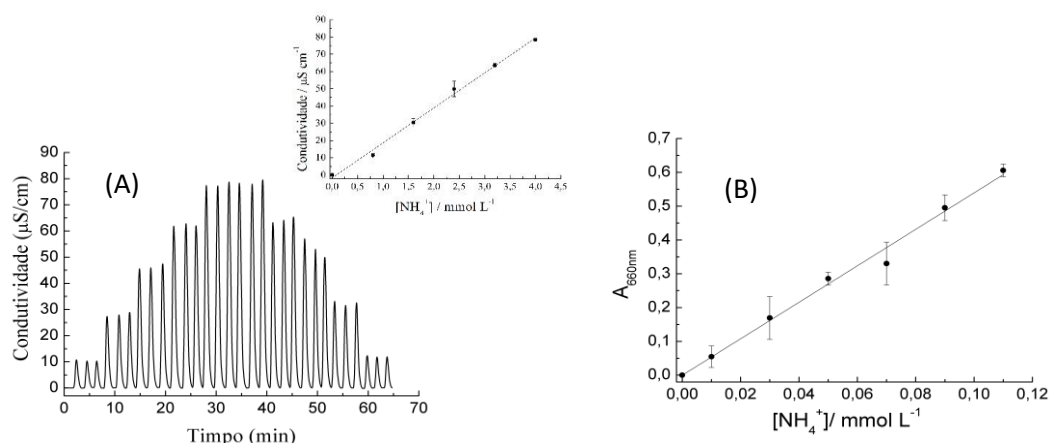 Condutividade / µS cm⁻¹
90
80
70
60
50
40
30
20
10
0
0,0 0,5 1,0 1,5 2,0 2,5 3,0 3,5 4,0 4,5
[NH₄⁺] / mmol L⁻¹
(A)
Condutividade (µS/cm)
90
80
70
60
50
40
30
20
10
0
0 10 20 30 40 50 60 70
Timpo (min)
(B)
A₆₆₀ₙₘ
0,7
0,6
0,5
0,4
0,3
0,2
0,1
0,0
0,00 0,02 0,04 0,06 0,08 0,10 0,12
[NH₄⁺]/ mmol L⁻¹